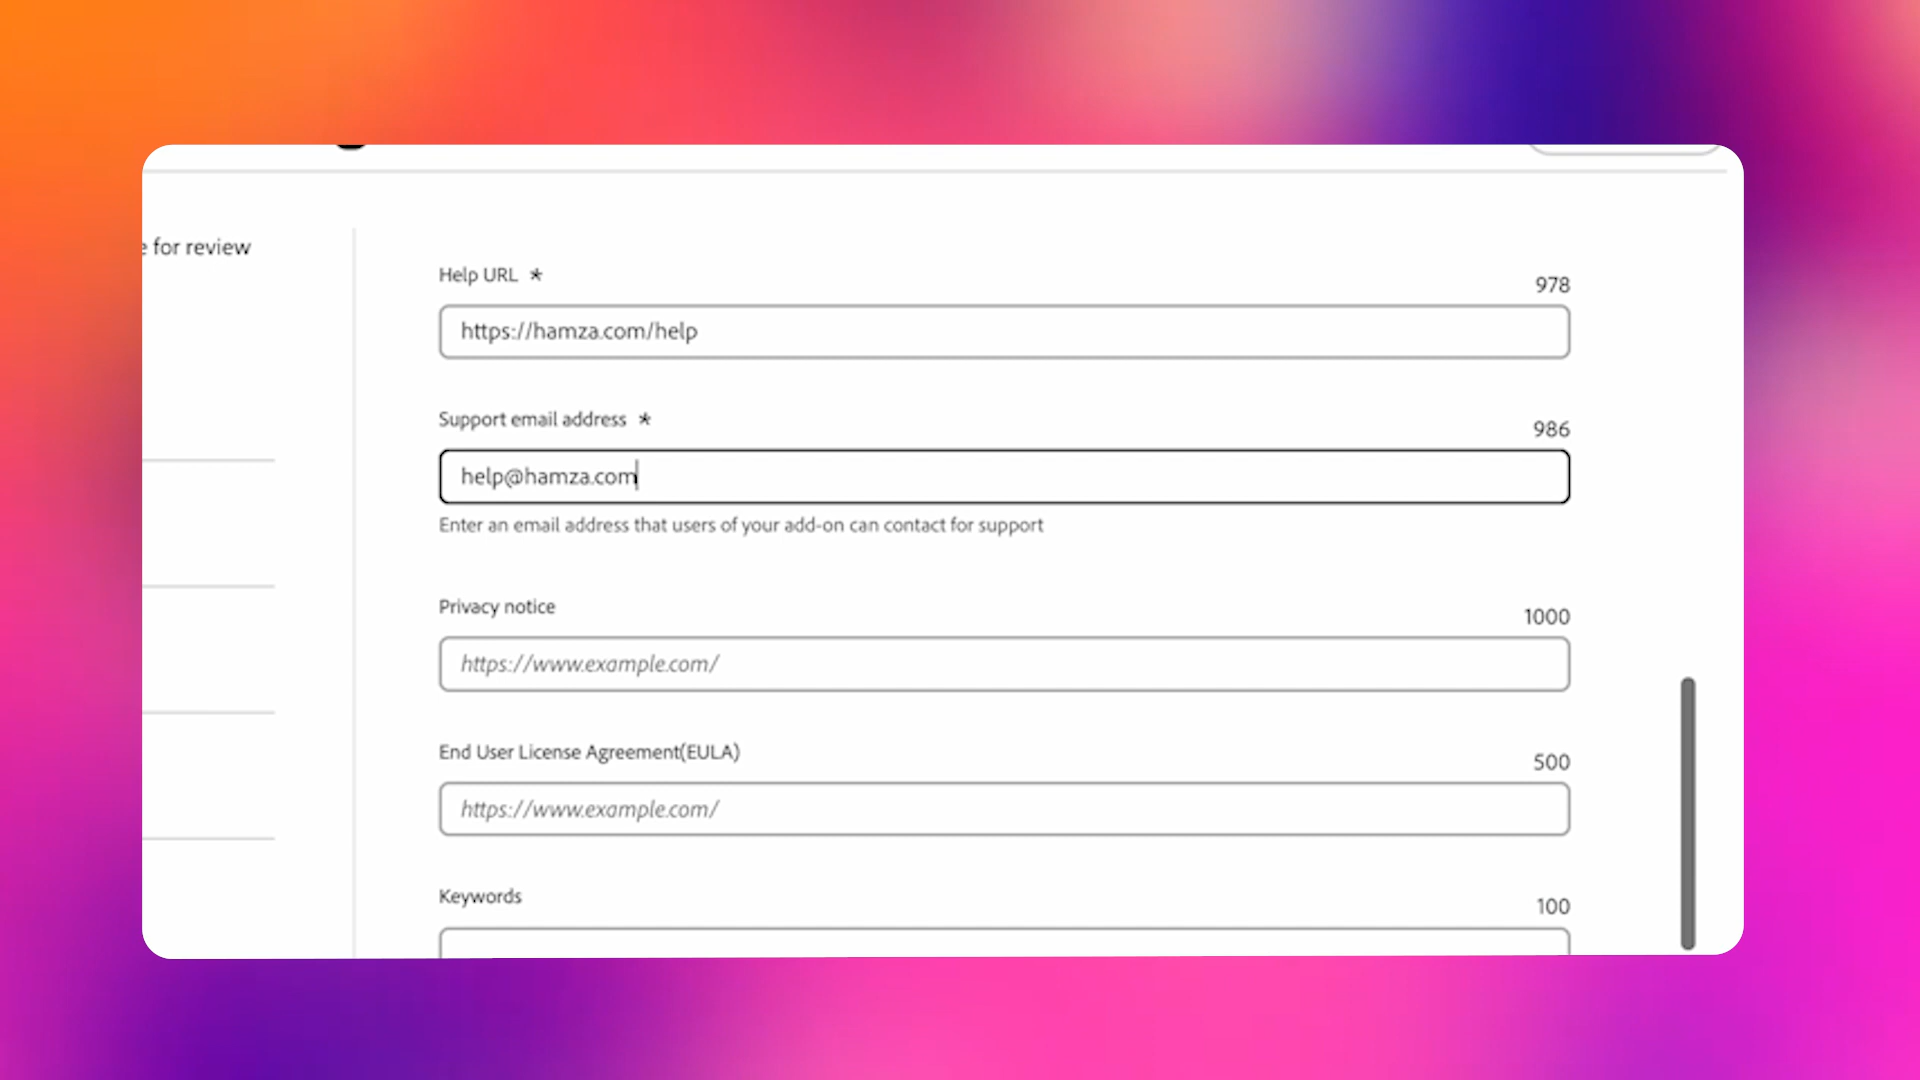 for review
Help URL *
978
https://hamza.com/help
Support email address *
986
help@hamza.com
Enter an email address that users of your add-on can contact for support
Privacy notice
1000
https://www.example.com/
End User License Agreement(EULA)
500
https://www.example.com/
Keywords
100